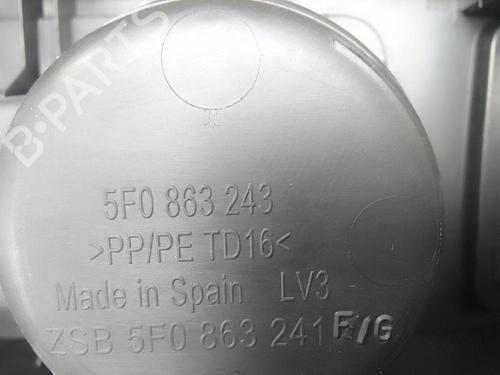 B-PARTS
5F0 863 243
>PP/PE TD16<
Made in Spain LV3
ZSB 5F0 863 241 F/G